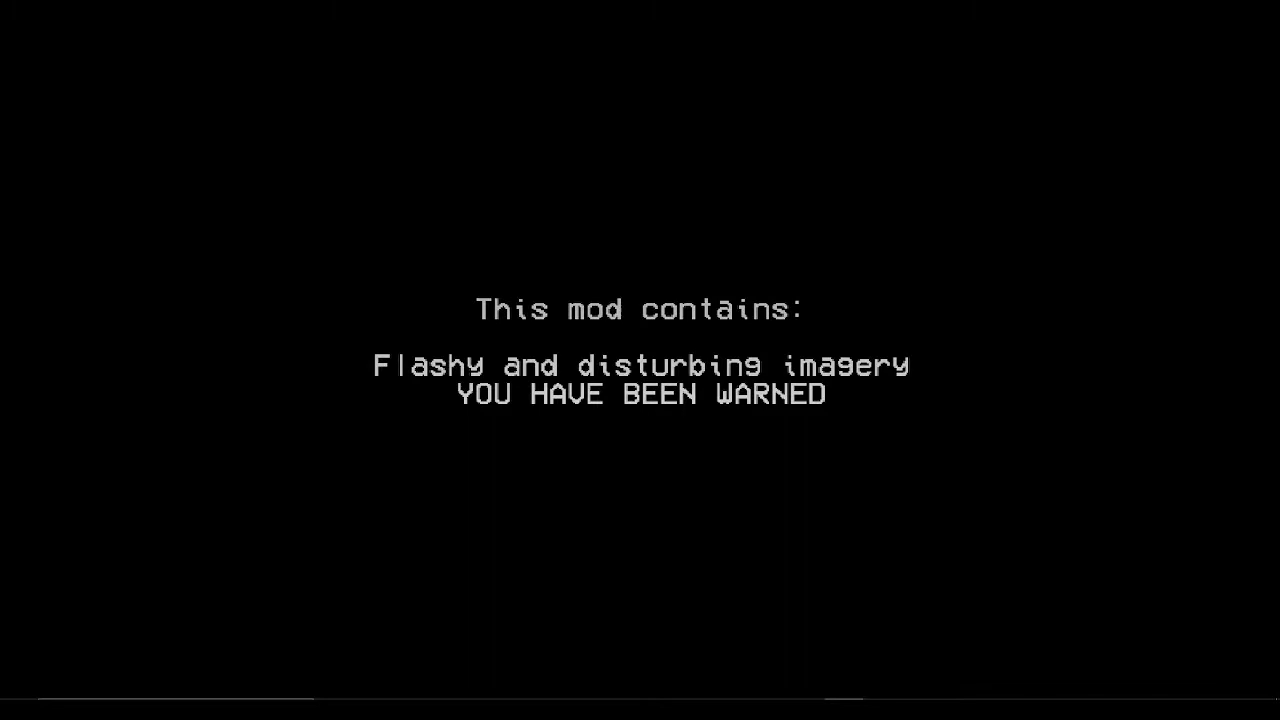 This mod contains:
Flashy and disturbing imagery
YOU HAVE BEEN WARNED